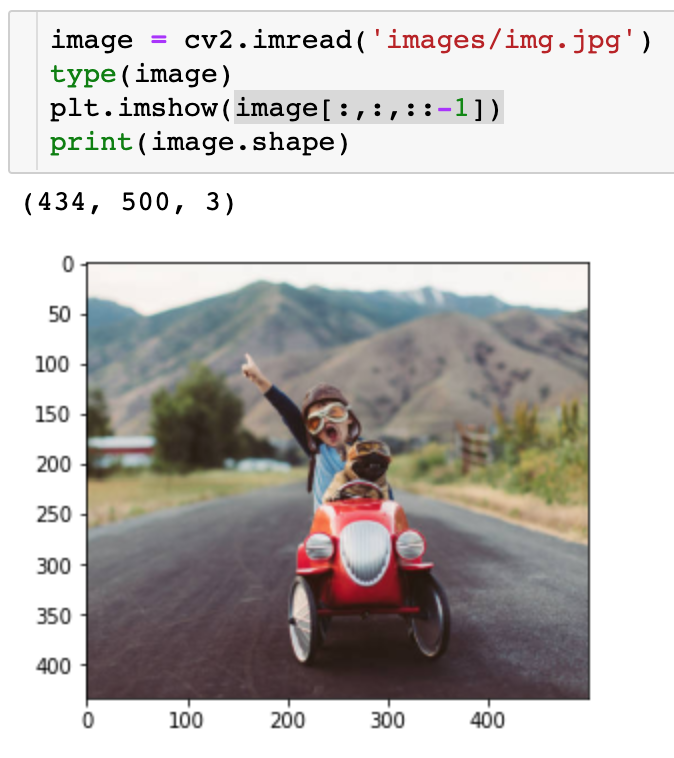 image = cv2.imread('images/img.jpg')
type(image)
plt.imshow(image[:,:,::-1])
print(image.shape)
(434, 500, 3)
0
50
100
150
200
250
300
350
400
0 100 200 300 400